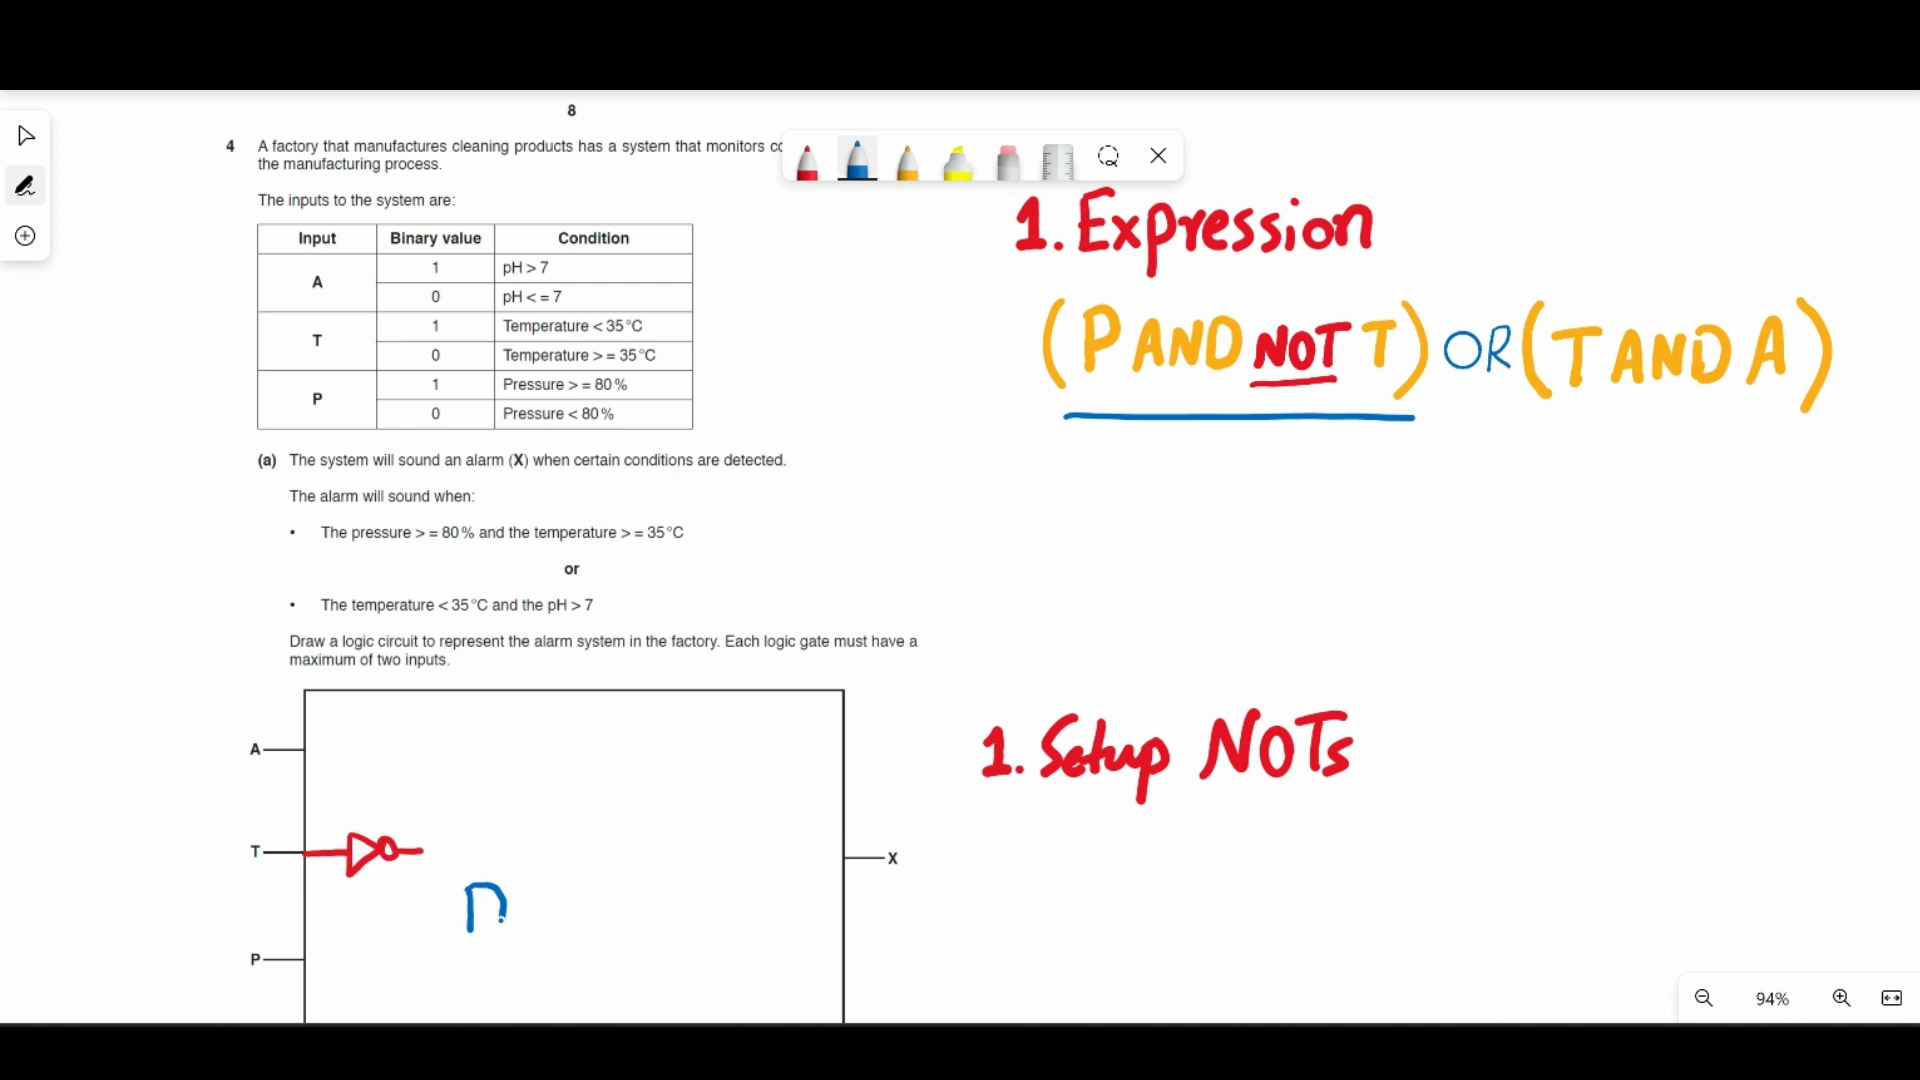 8
4 A factory that manufactures cleaning products has a system that monitors
the manufacturing process.
The inputs to the system are:
Input Binary value Condition
A 1 pH > 7
0 pH < = 7
T 1 Temperature < 35 °C
0 Temperature > = 35 °C
P 1 Pressure > = 80 %
0 Pressure < 80 %
(a) The system will sound an alarm (X) when certain conditions are detected.
The alarm will sound when:
• The pressure > = 80 % and the temperature > = 35 °C
or
• The temperature < 35 °C and the pH > 7
Draw a logic circuit to represent the alarm system in the factory. Each logic gate must have a
maximum of two inputs.
A
T
P
X
1. Expression
(P AND NOT T) OR (T AND A)
1. Setup NOTs
94%